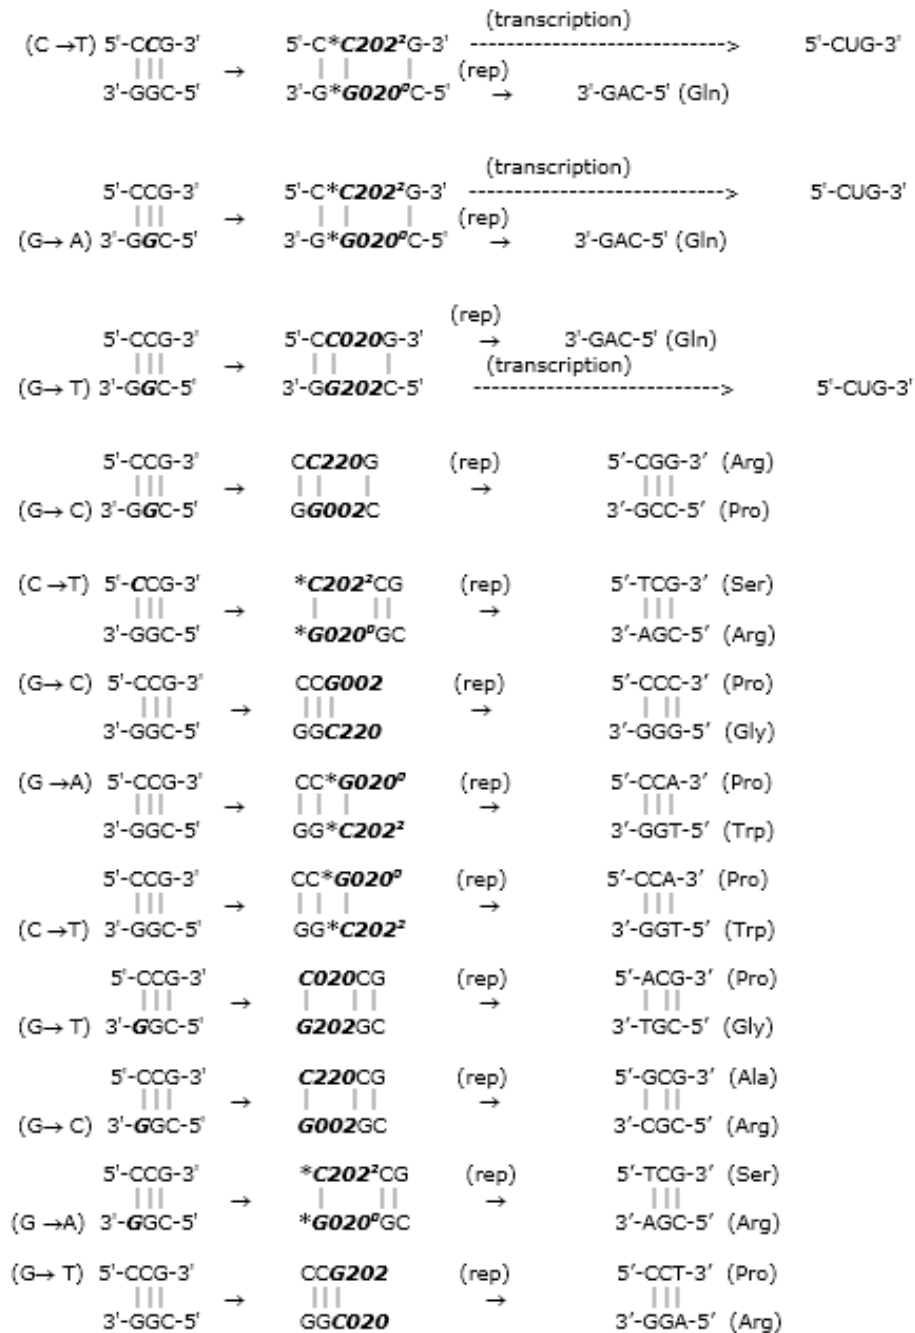 (transcription)
(C →T) 5'-CCG-3' 5'-C*C202²G-3' ----------------------------> 5'-CUG-3'
→ (rep)
3'-GGC-5' 3'-G*G020⁰C-5' → 3'-GAC-5' (Gln)
(transcription)
5'-CCG-3' 5'-C*C202²G-3' ----------------------------> 5'-CUG-3'
→ (rep)
(G→ A) 3'-GGC-5' 3'-G*G020⁰C-5' → 3'-GAC-5' (Gln)
(rep)
5'-CCG-3' 5'-CC020G-3' → 3'-GAC-5' (Gln)
→ (transcription)
(G→ T) 3'-GGC-5' 3'-GG202C-5' ---------------------------> 5'-CUG-3'
5'-CCG-3' CC220G (rep) 5′-CGG-3′ (Arg)
→ →
(G→ C) 3'-GGC-5' GG002C 3′-GCC-5′ (Pro)
(C →T) 5'-CCG-3' *C202²CG (rep) 5′-TCG-3′ (Ser)
→ →
3'-GGC-5' *G020⁰GC 3′-AGC-5′ (Arg)
(G→ C) 5'-CCG-3' CCG002 (rep) 5′-CCC-3′ (Pro)
→ →
3'-GGC-5' GGC220 3′-GGG-5′ (Gly)
(G →A) 5'-CCG-3' CC*G020⁰ (rep) 5′-CCA-3′ (Pro)
→ →
3'-GGC-5' GG*C202² 3′-GGT-5′ (Trp)
5'-CCG-3' CC*G020⁰ (rep) 5′-CCA-3′ (Pro)
→ →
(C →T) 3'-GGC-5' GG*C202² 3′-GGT-5′ (Trp)
5'-CCG-3' C020CG (rep) 5′-ACG-3′ (Pro)
→ →
(G→ T) 3'-GGC-5' G202GC 3′-TGC-5′ (Gly)
5'-CCG-3' C220CG (rep) 5′-GCG-3′ (Ala)
→ →
(G→ C) 3'-GGC-5' G002GC 3′-CGC-5′ (Arg)
5'-CCG-3' *C202²CG (rep) 5′-TCG-3′ (Ser)
→ →
(G →A) 3'-GGC-5' *G020⁰GC 3′-AGC-5′ (Arg)
(G→ T) 5'-CCG-3' CCG202 (rep) 5′-CCT-3′ (Pro)
→ →
3'-GGC-5' GGC020 3′-GGA-5′ (Arg)